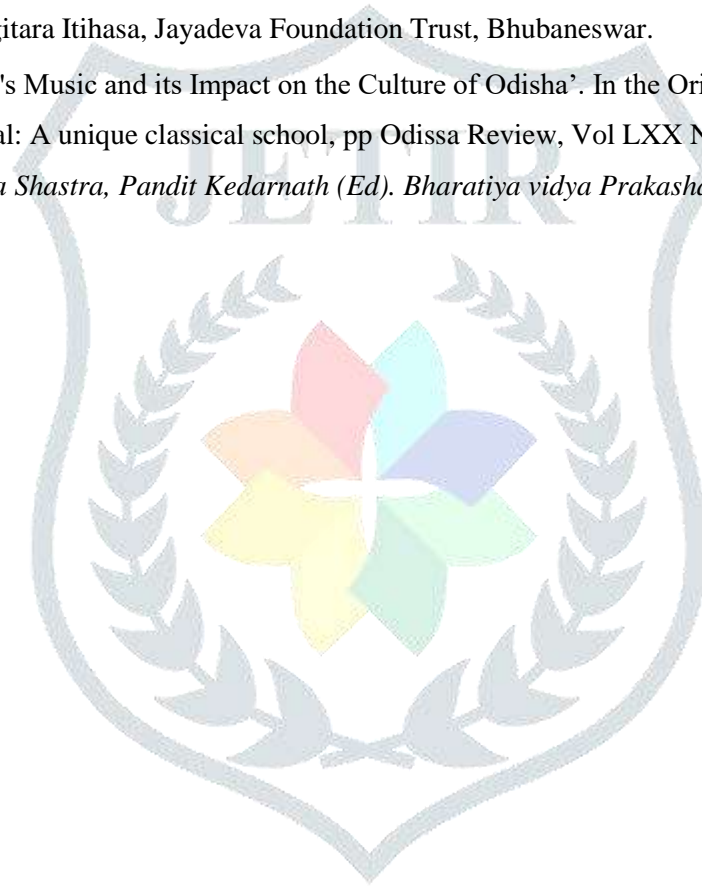 gitara Itihasa, Jayadeva Foundation Trust, Bhubaneswar.
's Music and its Impact on the Culture of Odisha’. In the Ori
al: A unique classical school, pp Odissa Review, Vol LXX N
a Shastra, Pandit Kedarnath (Ed). Bharatiya vidya Prakasha
JETIR